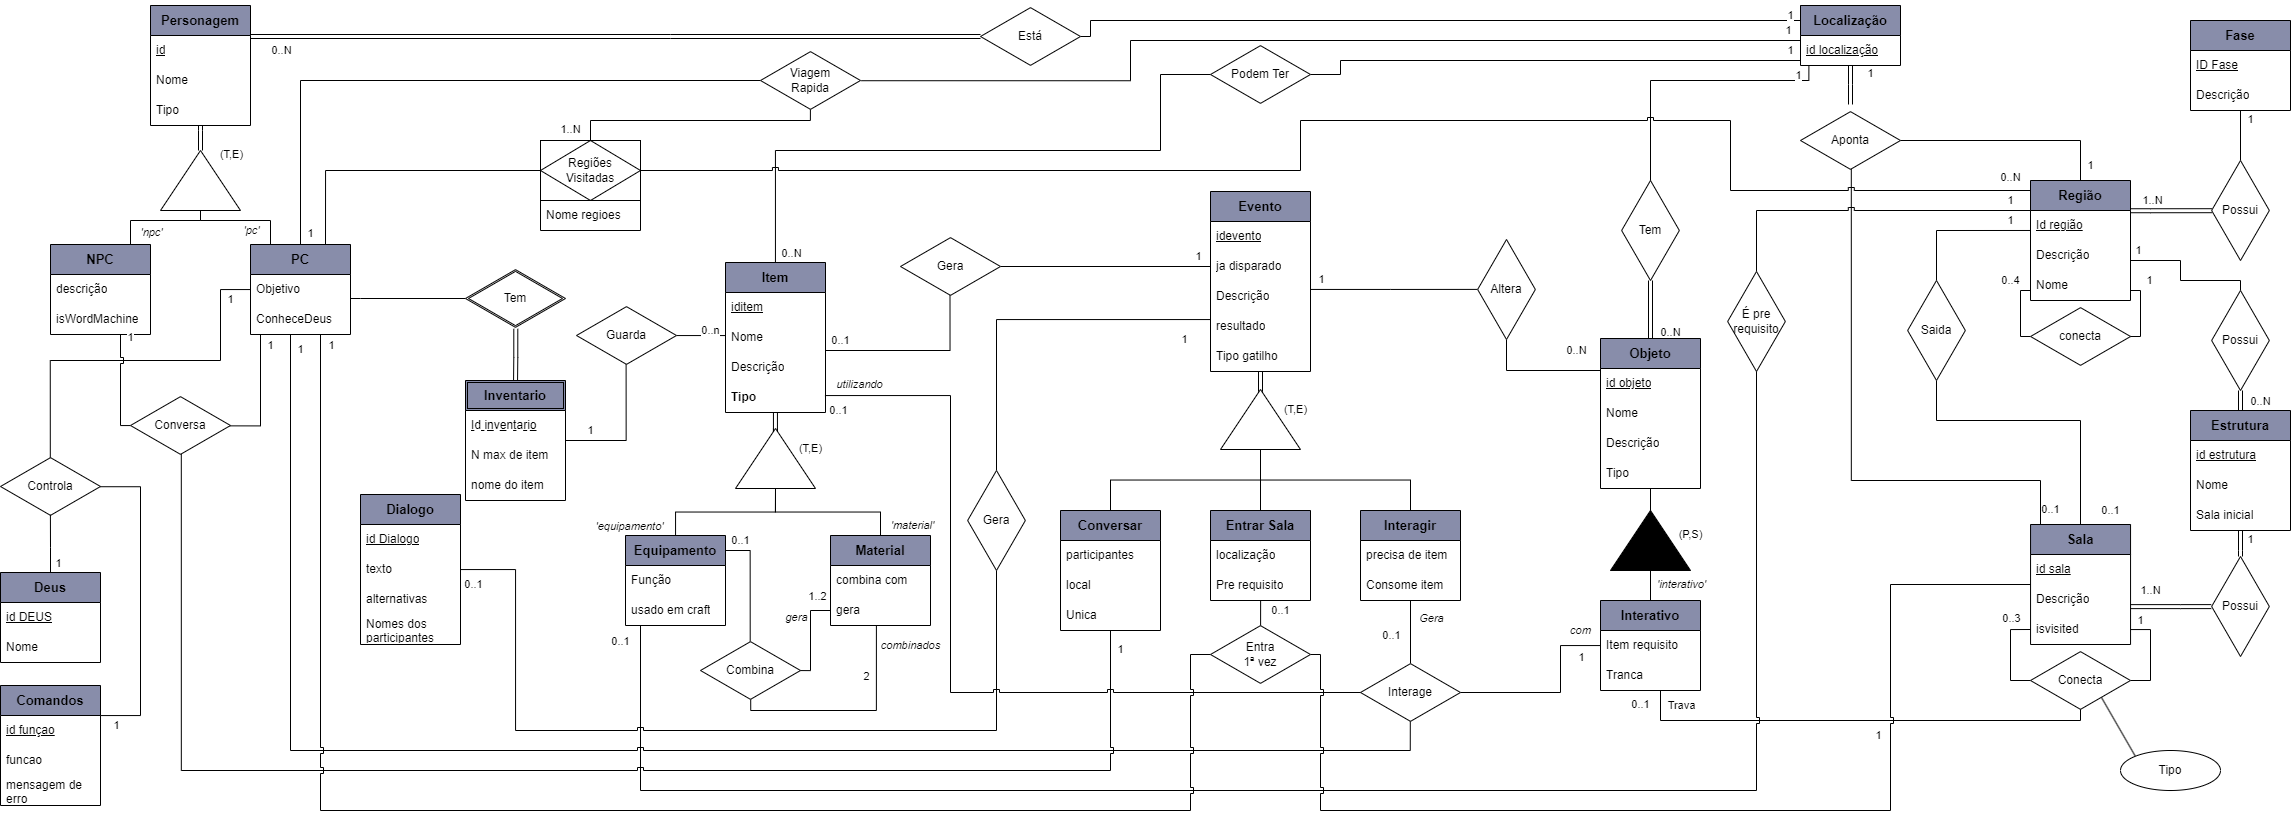 Personagem
id
Nome
Tipo
0..N
Está
1
Localização
id localização
1
1
1
1
Fase
ID Fase
Descrição
1
Viagem
Rapida
Podem Ter
1..N
Regiões
Visitadas
Nome regioes
(T,E)
'npc'
'pc'
1
Aponta
1
0..N
1
1
Região
Id região
Descrição
Nome
1..N
Possui
1
0..4
1
conecta
NPC
descrição
isWordMachine
1
PC
Objetivo
ConheceDeus
1
1
1
1
Tem
Inventario
Id inventario
N max de item
nome do item
Guarda
0..n
1
0..N
Item
iditem
Nome
Descrição
Tipo
0..1
utilizando
0..1
Gera
1
Evento
idevento
ja disparado
Descrição
resultado
Tipo gatilho
1
1
Altera
0..N
Tem
0..N
Objeto
id objeto
Nome
Descrição
Tipo
É pre
requisito
Saida
Possui
0..N
Estrutura
id estrutura
Nome
Sala inicial
1
Conversa
Controla
1
Deus
id DEUS
Nome
Comandos
id funçao
funcao
mensagem de
erro
1
Dialogo
id Dialogo
texto
alternativas
Nomes dos
participantes
0..1
(T,E)
'equipamento'
'material'
Equipamento
Função
usado em craft
0..1
0..1
Material
combina com
gera
1..2
gera
combinados
2
Combina
Gera
(T,E)
Conversar
participantes
local
Unica
1
Entrar Sala
localização
Pre requisito
0..1
Entra
1ª vez
Interagir
precisa de item
Consome item
Gera
0..1
Interage
com
1
(P,S)
'interativo'
Interativo
Item requisito
Tranca
0..1
Trava
0..1
0..1
Sala
id sala
Descrição
isvisited
1..N
Possui
0..3
1
Conecta
1
Tipo